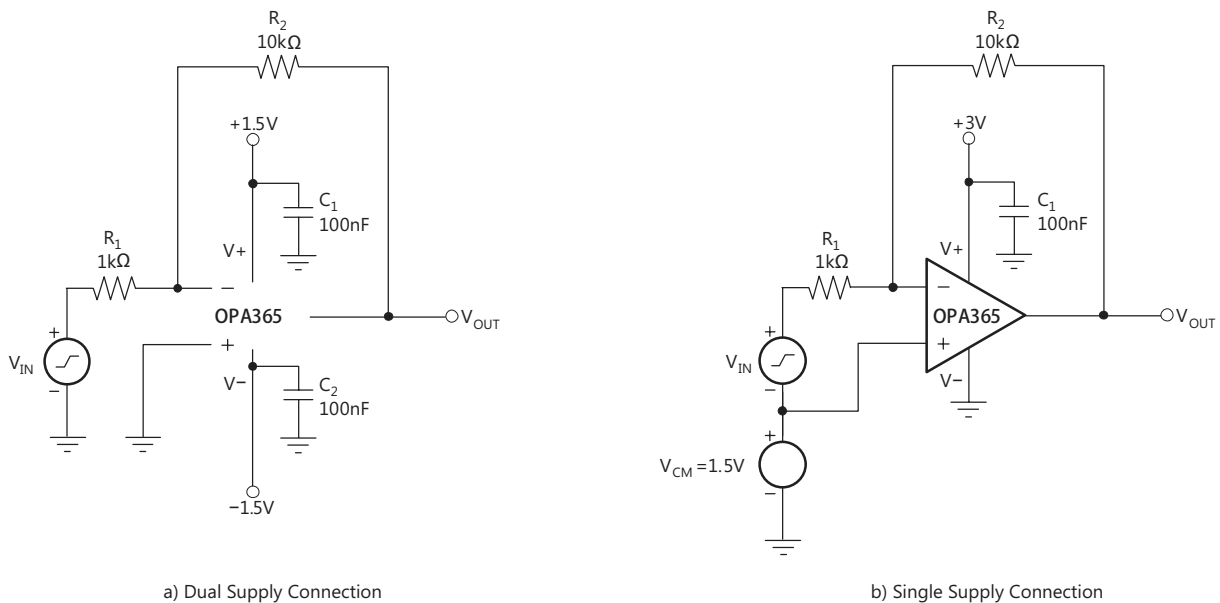 R2
10kΩ
+1.5V
C1
100nF
V+
R1
1kΩ
−
OPA365
VOUT
+
+
VIN
−
V−
C2
100nF
−1.5V
a) Dual Supply Connection
R2
10kΩ
+3V
C1
100nF
V+
R1
1kΩ
−
OPA365
VOUT
+
+
VIN
−
V−
+
VCM =1.5V
−
b) Single Supply Connection